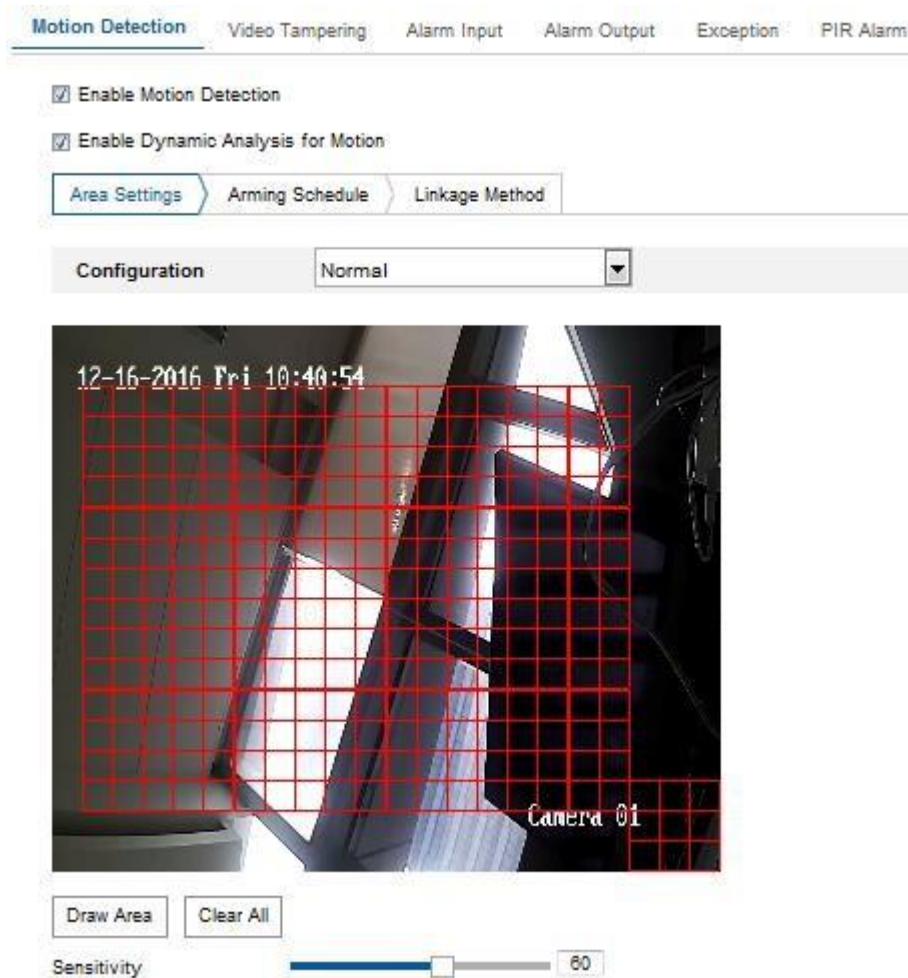 Motion Detection Video Tampering Alarm Input Alarm Output Exception PIR Alarm
Enable Motion Detection
Enable Dynamic Analysis for Motion
Area Settings Arming Schedule Linkage Method
Configuration Normal
12-16-2016 Fri 10:40:54
Camera 01
Draw Area Clear All
Sensitivity 60